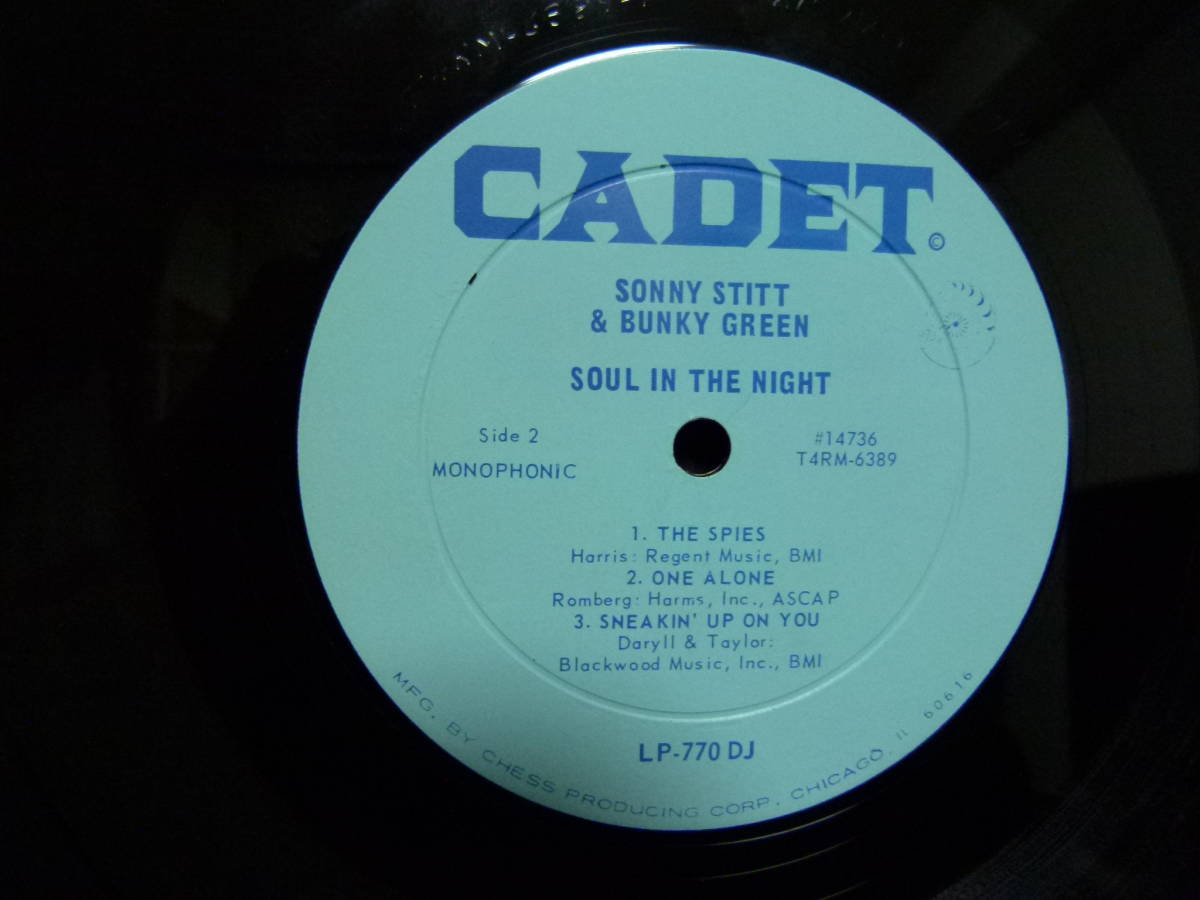 CADET ©
SONNY STITT
& BUNKY GREEN
SOUL IN THE NIGHT
Side 2
MONOPHONIC
#14736
T4RM-6389
1. THE SPIES
Harris: Regent Music, BMI
2. ONE ALONE
Romberg: Harms, Inc., ASCAP
3. SNEAKIN' UP ON YOU
Daryll & Taylor:
Blackwood Music, Inc., BMI
LP-770 DJ
MFG. BY CHESS PRODUCING CORP. CHICAGO, Il 60616